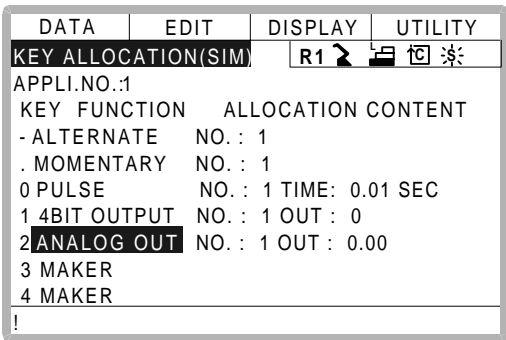 DATA EDIT DISPLAY UTILITY
KEY ALLOCATION(SIM) R1 C S
APPLI.NO.:1
KEY FUNCTION ALLOCATION CONTENT
- ALTERNATE NO. : 1
. MOMENTARY NO. : 1
0 PULSE NO. : 1 TIME: 0.01 SEC
1 4BIT OUTPUT NO. : 1 OUT : 0
2 ANALOG OUT NO. : 1 OUT : 0.00
3 MAKER
4 MAKER
!